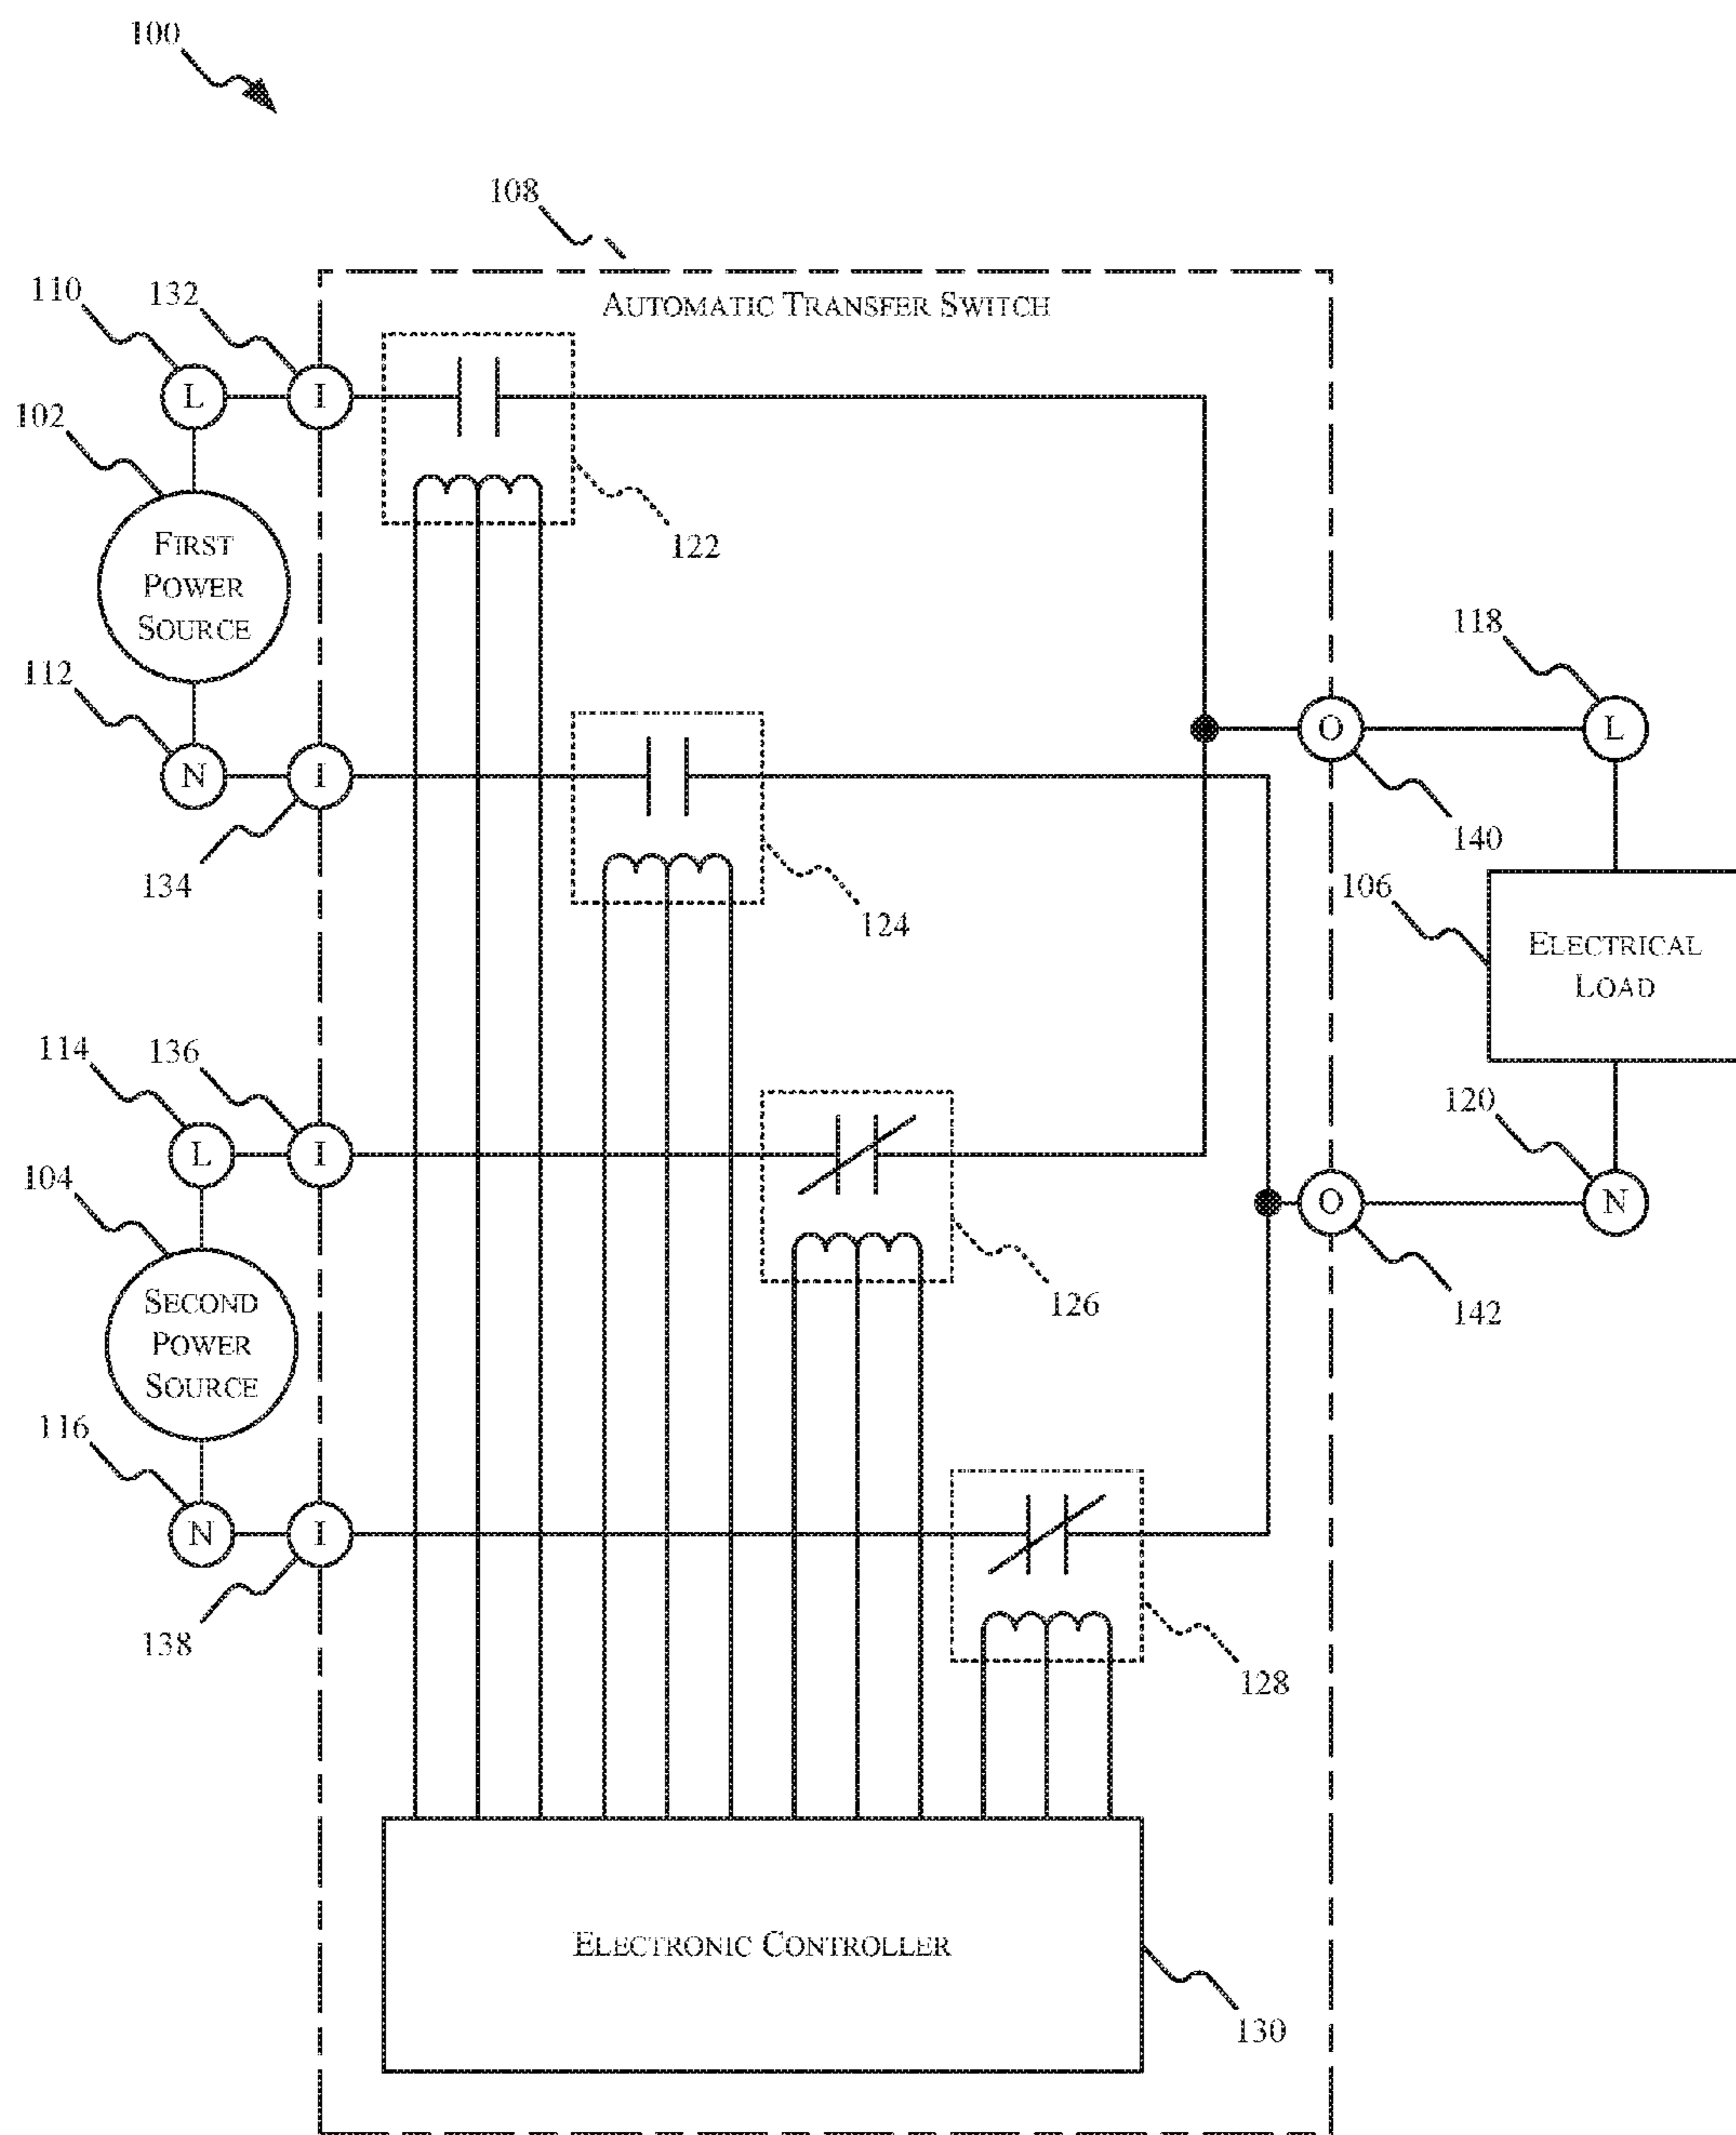 100
108
AUTOMATIC TRANSFER SWITCH
110
132
L
I
102
FIRST
POWER
SOURCE
122
112
N
I
134
124
118
O
L
140
106
ELECTRICAL
LOAD
114
136
L
I
104
SECOND
POWER
SOURCE
126
120
O
N
142
116
N
I
138
128
ELECTRONIC CONTROLLER
130